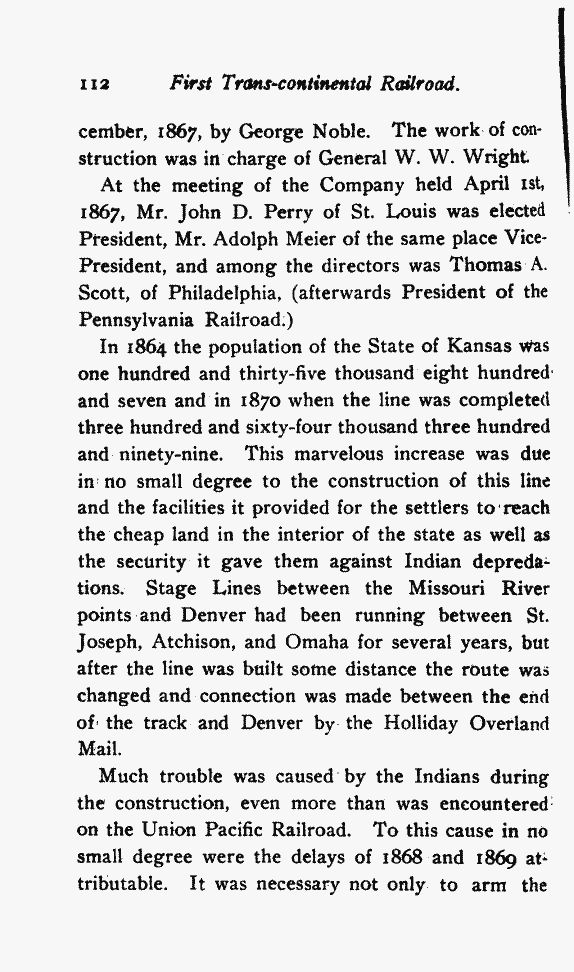 112 First Trans-continental Railroad.
cember, 1867, by George Noble. The work of con-
struction was in charge of General W. W. Wright.
At the meeting of the Company held April 1st,
1867, Mr. John D. Perry of St. Louis was elected
President, Mr. Adolph Meier of the same place Vice-
President, and among the directors was Thomas A.
Scott, of Philadelphia, (afterwards President of the
Pennsylvania Railroad.)
In 1864 the population of the State of Kansas was
one hundred and thirty-five thousand eight hundred
and seven and in 1870 when the line was completed
three hundred and sixty-four thousand three hundred
and ninety-nine. This marvelous increase was due
in no small degree to the construction of this line
and the facilities it provided for the settlers to reach
the cheap land in the interior of the state as well as
the security it gave them against Indian depreda-
tions. Stage Lines between the Missouri River
points and Denver had been running between St.
Joseph, Atchison, and Omaha for several years, but
after the line was built some distance the route was
changed and connection was made between the end
of the track and Denver by the Holliday Overland
Mail.
Much trouble was caused by the Indians during
the construction, even more than was encountered
on the Union Pacific Railroad. To this cause in no
small degree were the delays of 1868 and 1869 at-
tributable. It was necessary not only to arm the